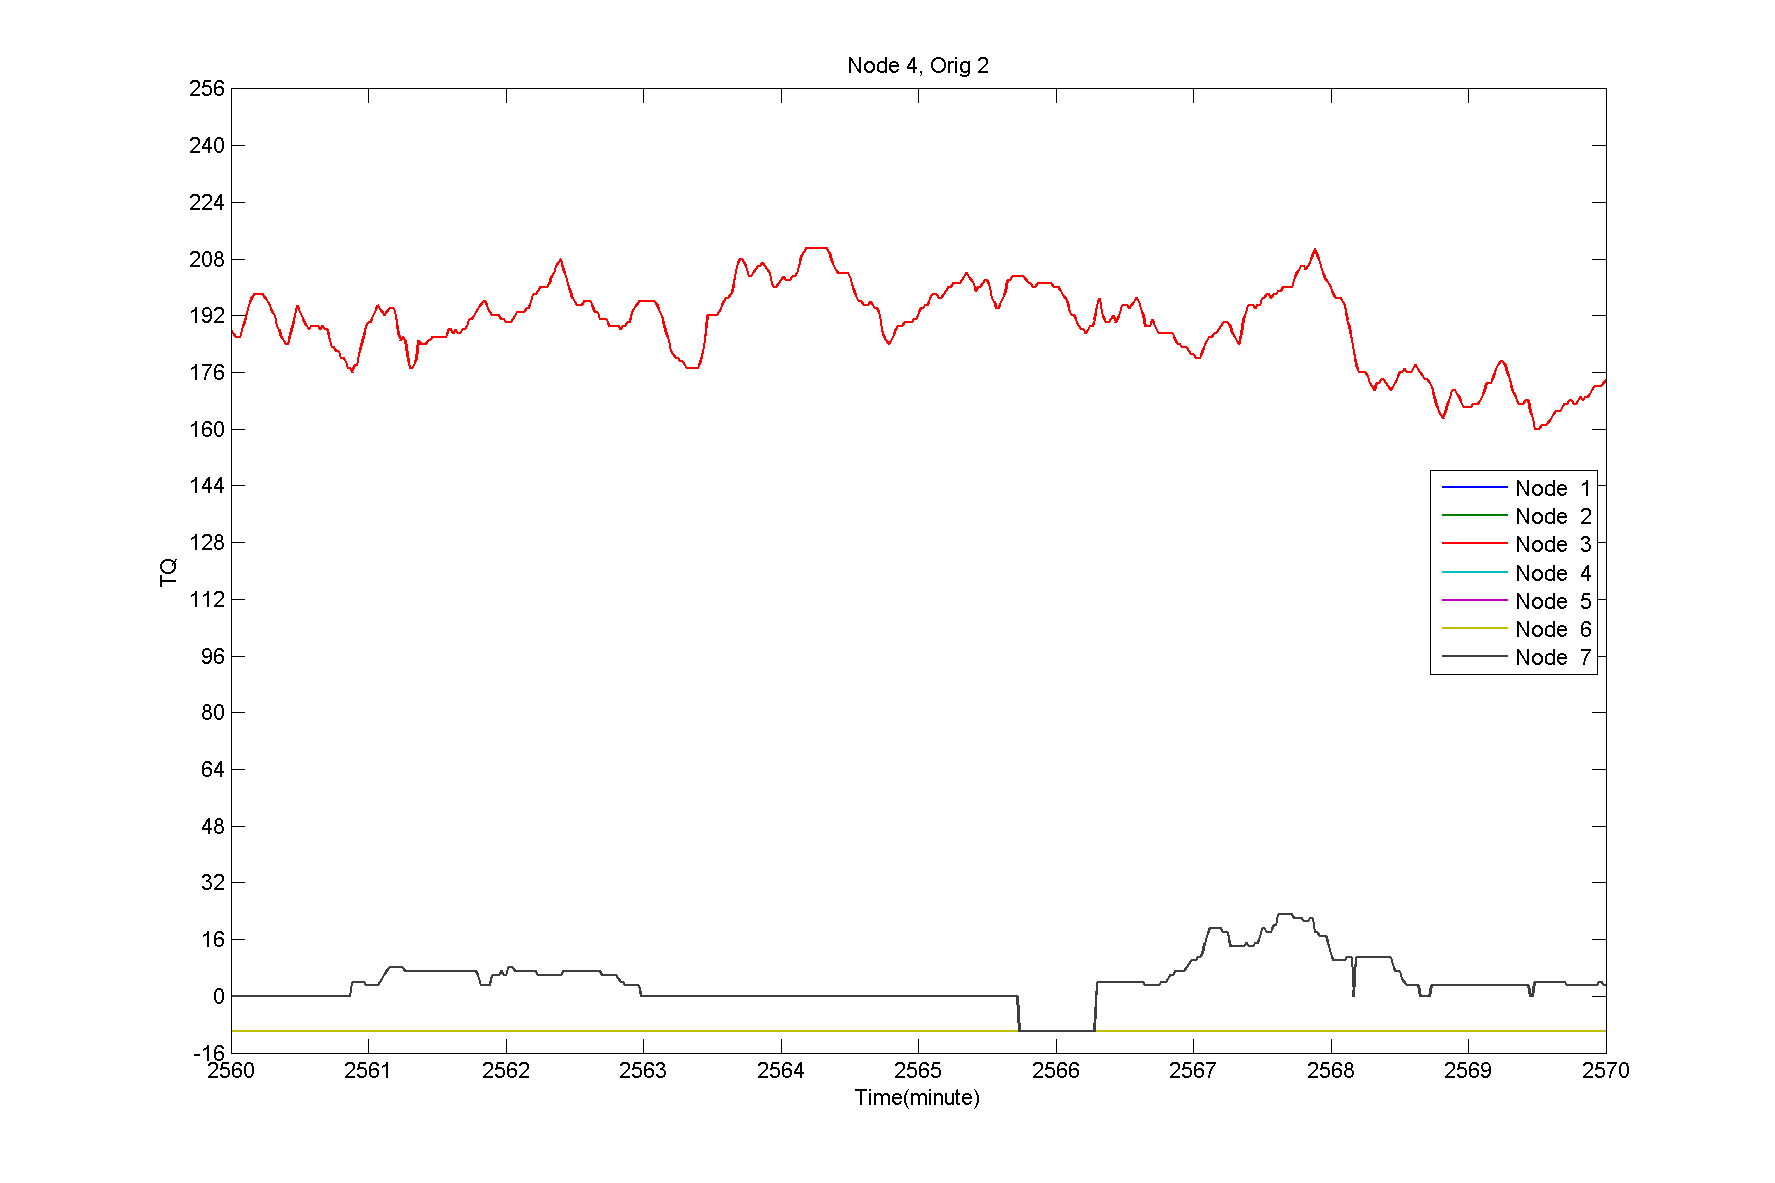 Node 4, Orig 2
256
240
224
208
192
176
160
144
128
112
96
80
64
48
32
16
0
-16
TQ
Node 1
Node 2
Node 3
Node 4
Node 5
Node 6
Node 7
2560 2561 2562 2563 2564 2565 2566 2567 2568 2569 2570
Time(minute)